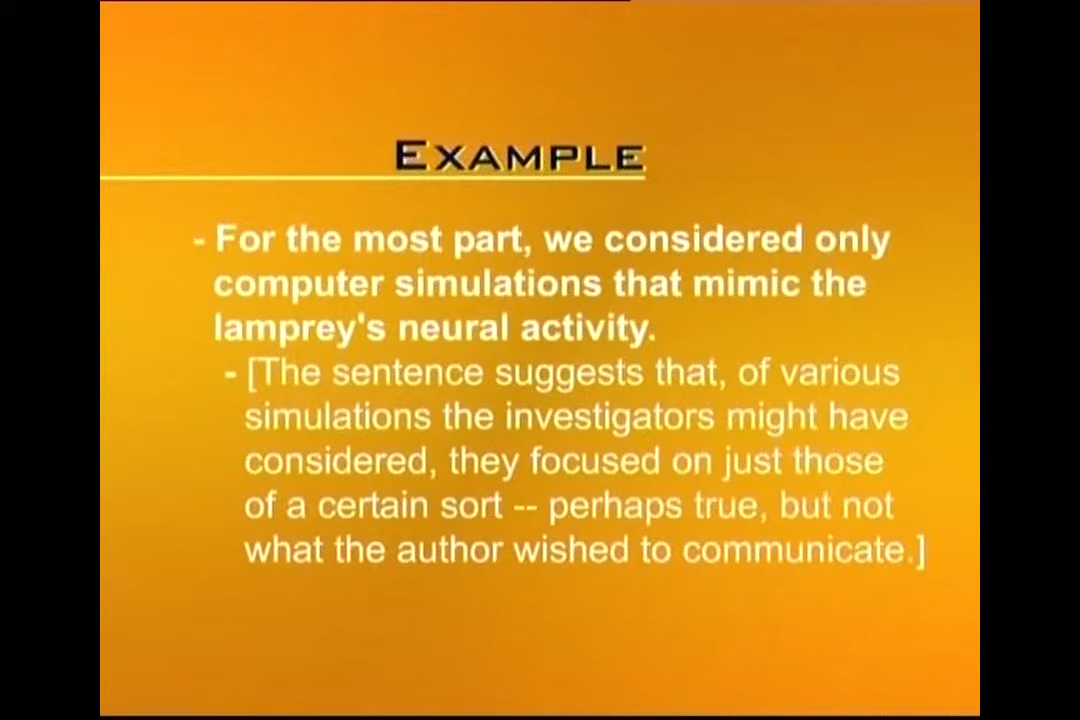 EXAMPLE
- For the most part, we considered only
computer simulations that mimic the
lamprey's neural activity.
- [The sentence suggests that, of various
simulations the investigators might have
considered, they focused on just those
of a certain sort -- perhaps true, but not
what the author wished to communicate.]